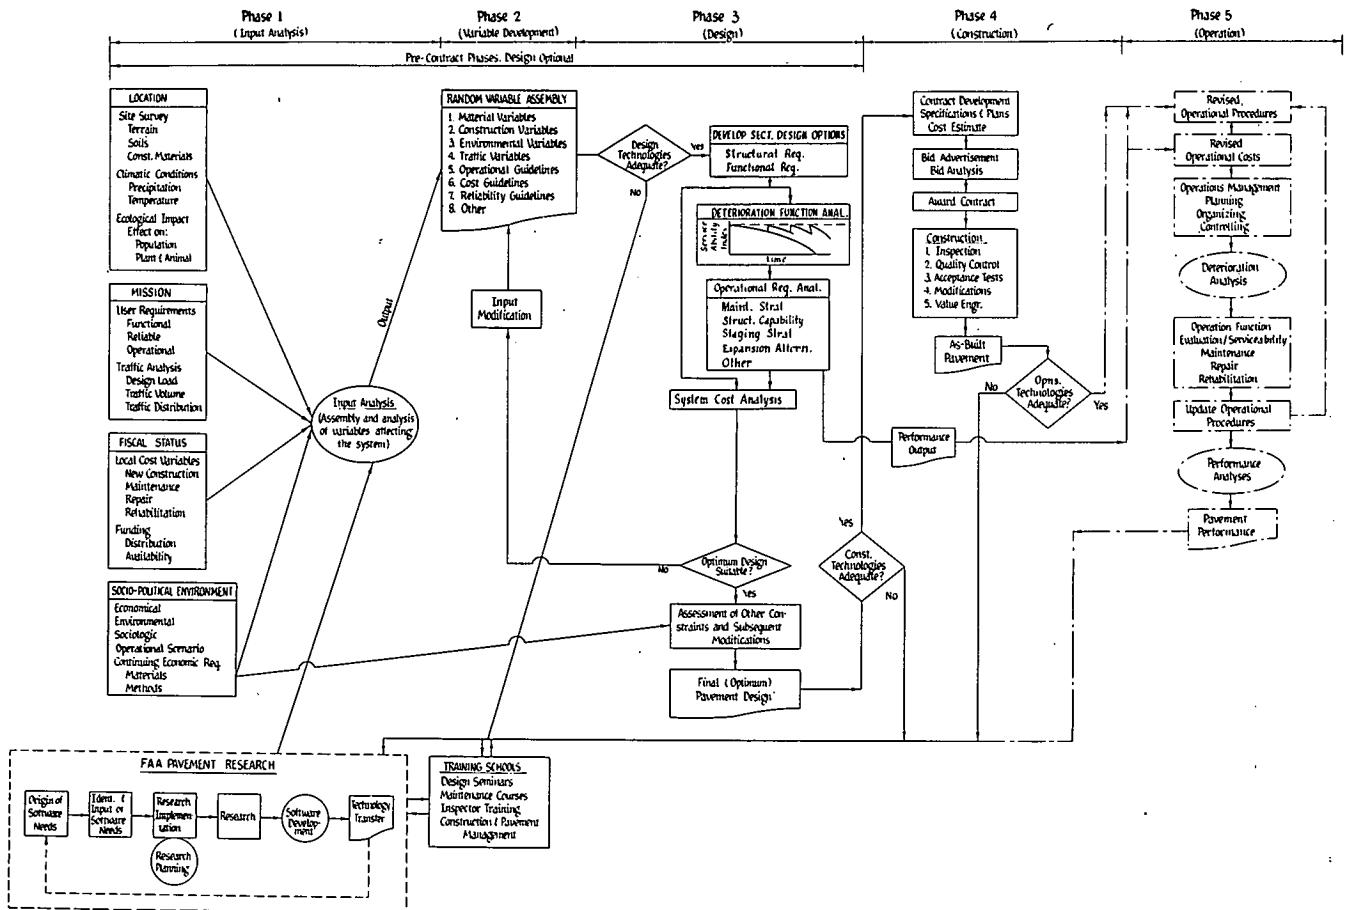 Phase 1
(Input Analysis)
Phase 2
(Variable Development)
Phase 3
(Design)
Phase 4
(Construction)
Phase 5
(Operation)
Pre-Contract Phases, Design Optional
LOCATION
Site Survey
Terrain
Soils
Const. Materials
Climatic Conditions
Precipitation
Temperature
Ecological Impact
Effect on:
Population
Plant & Animal
MISSION
User Requirements
Functional
Reliable
Operational
Traffic Analysis
Design Load
Traffic Volume
Traffic Distribution
FISCAL STATUS
Local Cost Variables
New Construction
Maintenance
Repair
Rehabilitation
Funding
Distribution
Availability
SOCIO-POLITICAL ENVIRONMENT
Economical
Environmental
Sociologic
Operational Scenario
Continuing Economic Req.
Materials
Methods
Input Analysis
(Assembly and analysis
of variables affecting
the system)
Output
RANDOM VARIABLE ASSEMBLY
1. Material Variables
2. Construction Variables
3. Environmental Variables
4. Traffic Variables
5. Operational Guidelines
6. Cost Guidelines
7. Reliability Guidelines
8. Other
Input
Modification
Design
Technologies
Adequate?
Yes
No
DEVELOP SECT. DESIGN OPTIONS
Structural Req.
Functional Req.
DETERIORATION FUNCTION ANAL.
Service
Ability
Index
Time
Operational Req. Anal.
Maint. Strat
Struct. Capability
Staging Strat
Expansion Altern.
Other
System Cost Analysis
Optimum Design
Suitable?
No
Yes
Assessment of Other Con-
straints and Subsequent
Modifications
Final (Optimum)
Pavement Design
Yes
Const.
Technologies
Adequate?
No
Contract Development
Specifications & Plans
Cost Estimate
Bid Advertisement
Bid Analysis
Award Contract
Construction
1. Inspection
2. Quality Control
3. Acceptance Tests
4. Modifications
5. Value Engr.
As-Built
Pavement
No
Opns.
Technologies
Adequate?
Yes
Performance
Output
Revised
Operational Procedures
Revised
Operational Costs
Operations Management
Planning
Organizing
Controlling
Deterioration
Analysis
Operation Function
Evaluation/Serviceability
Maintenance
Repair
Rehabilitation
Update Operational
Procedures
Performance
Analyses
Pavement
Performance
FAA PAVEMENT RESEARCH
Origin of
Software
Needs
Ident. &
Input of
Software
Needs
Research
Implemen-
tation
Research
Planning
Research
Software
Develop-
ment
Technology
Transfer
TRAINING SCHOOLS
Design Seminars
Maintenance Courses
Inspector Training
Construction & Pavement
Management